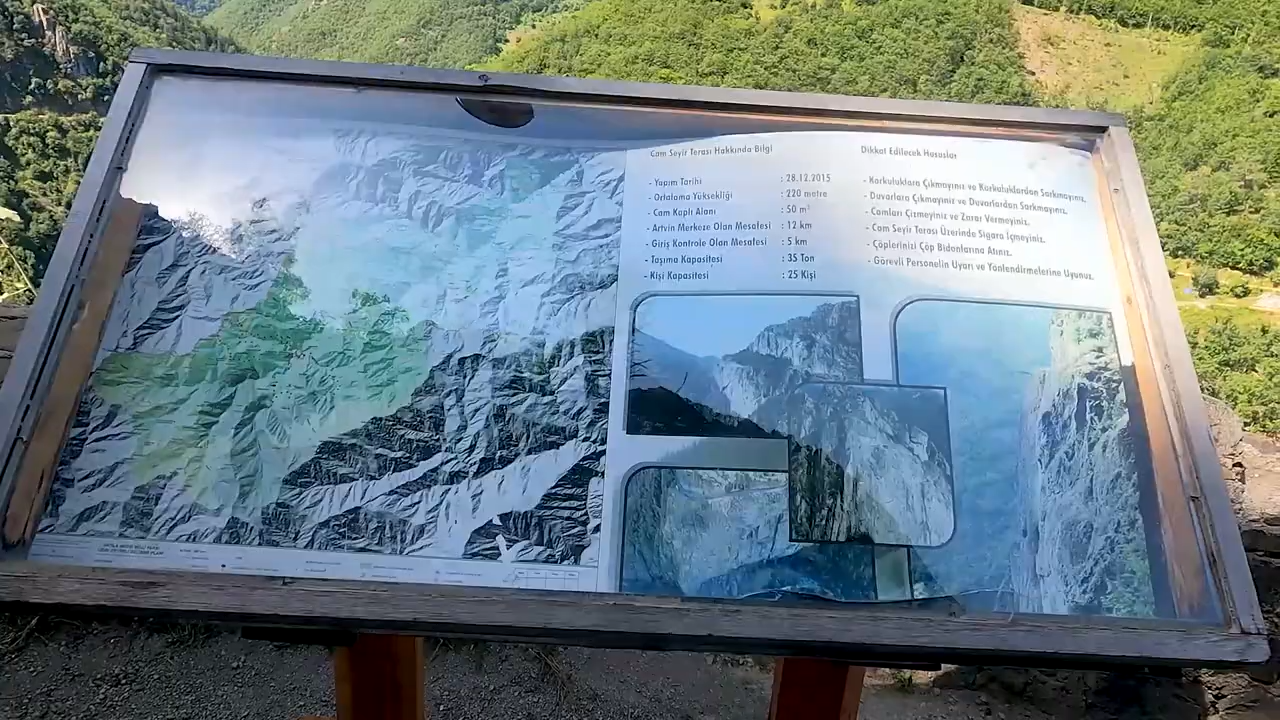 Cam Seyir Terası Hakkında Bilgi
- Yapım Tarihi : 28.12.2015
- Ortalama Yüksekliği : 220 metre
- Cam Kaplı Alanı : 50 m²
- Artvin Merkeze Olan Mesafesi : 12 km
- Giriş Kontrole Olan Mesafesi : 5 km
- Taşıma Kapasitesi : 35 Ton
- Kişi Kapasitesi : 25 Kişi
Dikkat Edilecek Hususlar
- Korkuluklara Çıkmayınız ve Korkuluklardan Sarkmayınız.
- Duvarlara Çıkmayınız ve Duvarlardan Sarkmayınız.
- Camları Çizmeyiniz ve Zarar Vermeyiniz.
- Cam Seyir Terası Üzerinde Sigara İçmeyiniz.
- Çöplerinizi Çöp Bidonlarına Atınız.
- Görevli Personelin Uyarı ve Yönlendirmelerine Uyunuz.